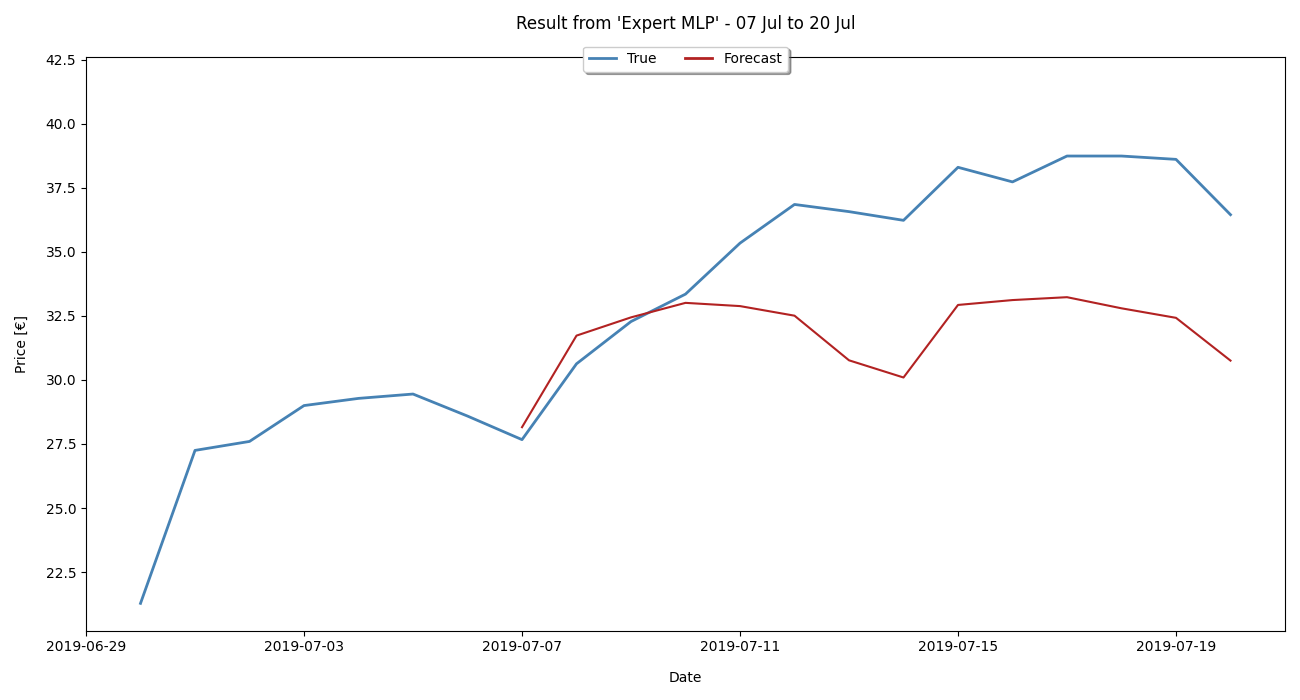 Result from 'Expert MLP' - 07 Jul to 20 Jul
True Forecast
42.5
40.0
37.5
35.0
32.5
30.0
27.5
25.0
22.5
Price [€]
2019-06-29 2019-07-03 2019-07-07 2019-07-11 2019-07-15 2019-07-19
Date